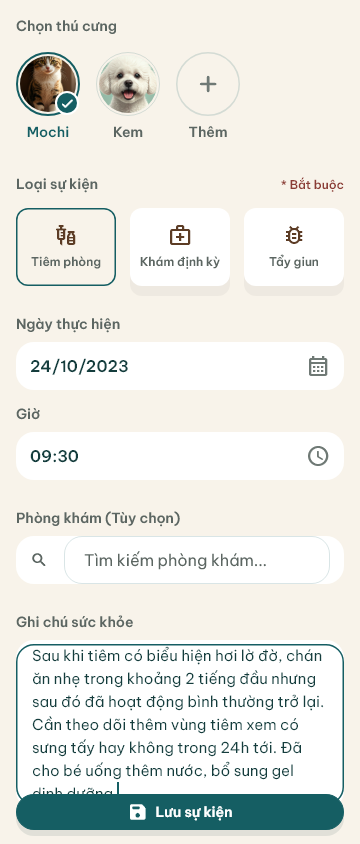 Chọn thú cưng
Mochi
Kem
Thêm
Loại sự kiện
* Bắt buộc
Tiêm phòng
Khám định kỳ
Tẩy giun
Ngày thực hiện
24/10/2023
Giờ
09:30
Phòng khám (Tùy chọn)
Tìm kiếm phòng khám...
Ghi chú sức khỏe
Sau khi tiêm có biểu hiện hơi lờ đờ, chán
ăn nhẹ trong khoảng 2 tiếng đầu nhưng
sau đó đã hoạt động bình thường trở lại.
Cần theo dõi thêm vùng tiêm xem có
sưng tấy hay không trong 24h tới. Đã
cho bé uống thêm nước, bổ sung gel
dinh dưỡng
Lưu sự kiện